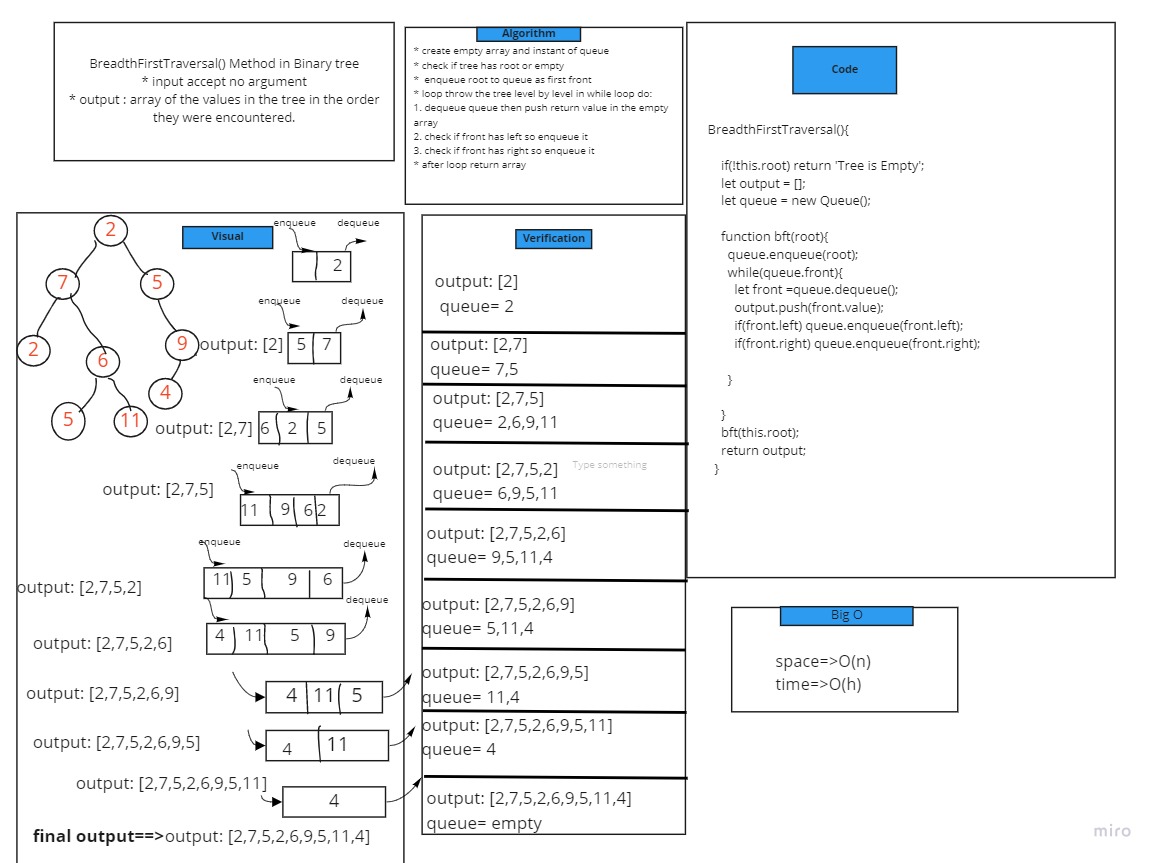 BreadthFirstTraversal() Method in Binary tree
* input accept no argument
* output : array of the values in the tree in the order
they were encountered.
Algorithm
* create empty array and instant of queue
* check if tree has root or empty
* enqueue root to queue as first front
* loop throw the tree level by level in while loop do:
1. dequeue queue then push return value in the empty
array
2. check if front has left so enqueue it
3. check if front has right so enqueue it
* after loop return array
Code
BreadthFirstTraversal(){
if(!this.root) return 'Tree is Empty';
let output = [];
let queue = new Queue();
function bft(root){
queue.enqueue(root);
while(queue.front){
let front =queue.dequeue();
output.push(front.value);
if(front.left) queue.enqueue(front.left);
if(front.right) queue.enqueue(front.right);
}
}
bft(this.root);
return output;
}
Visual
2
7 5
2 6 9
5 11 4
enqueue dequeue
2
enqueue dequeue
output: [2] 5 7
enqueue dequeue
output: [2,7] 6 2 5
enqueue dequeue
output: [2,7,5] 11 9 6 2
enqueue dequeue
output: [2,7,5,2] 11 5 9 6
dequeue
output: [2,7,5,2,6] 4 11 5 9
output: [2,7,5,2,6,9] 4 11 5
output: [2,7,5,2,6,9,5] 4 11
output: [2,7,5,2,6,9,5,11] 4
final output==>output: [2,7,5,2,6,9,5,11,4]
Verification
output: [2]
queue= 2
output: [2,7]
queue= 7,5
output: [2,7,5]
queue= 2,6,9,11
output: [2,7,5,2] Type something
queue= 6,9,5,11
output: [2,7,5,2,6]
queue= 9,5,11,4
output: [2,7,5,2,6,9]
queue= 5,11,4
output: [2,7,5,2,6,9,5]
queue= 11,4
output: [2,7,5,2,6,9,5,11]
queue= 4
output: [2,7,5,2,6,9,5,11,4]
queue= empty
Big O
space=>O(n)
time=>O(h)
miro